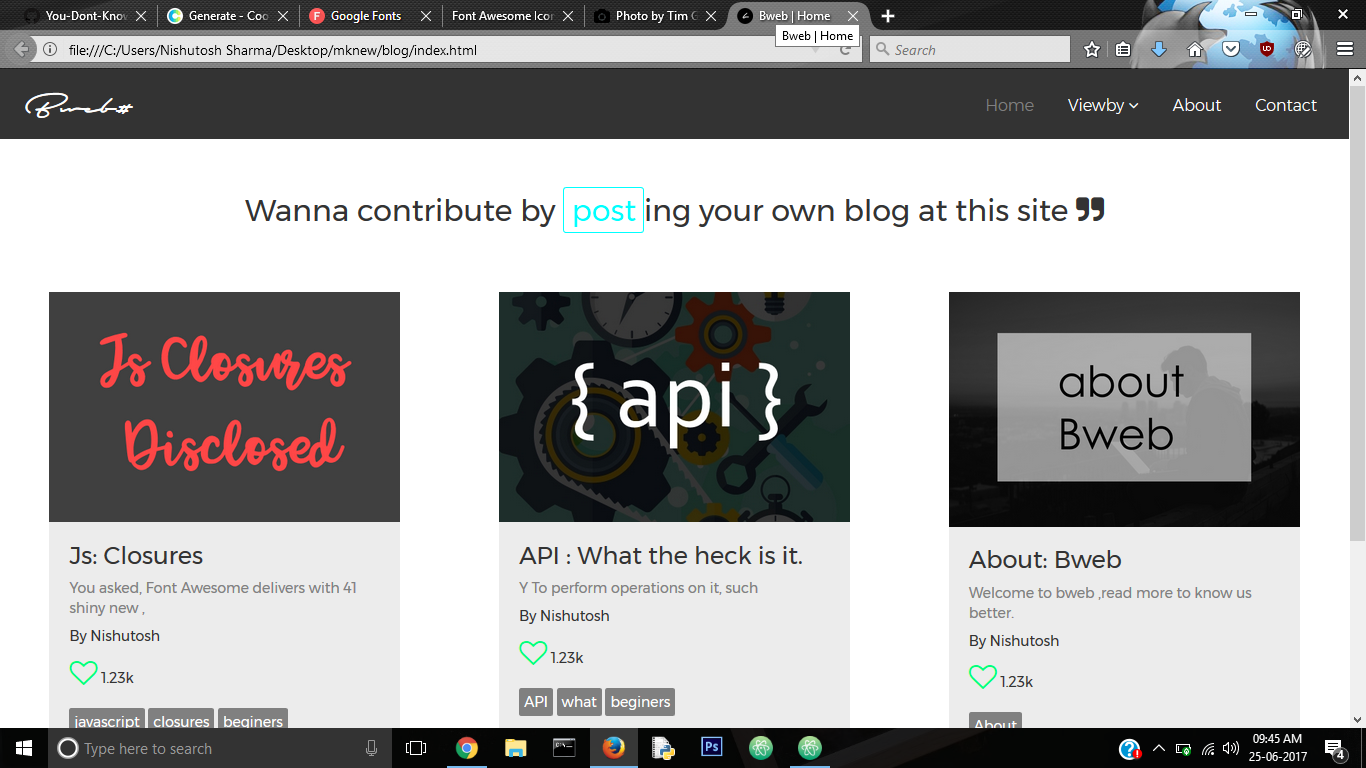 You-Dont-Know
Generate - Coo
Google Fonts
Font Awesome Icon
Photo by Tim G
Bweb | Home
file:///C:/Users/Nishutosh Sharma/Desktop/mknew/blog/index.html
Bweb | Home
Search
Bweb#
Home
Viewby
About
Contact
Wanna contribute by posting your own blog at this site
Js Closures
Disclosed
{ api }
about
Bweb
Js: Closures
You asked, Font Awesome delivers with 41
shiny new ,
By Nishutosh
1.23k
javascript closures beginers
API : What the heck is it.
Y To perform operations on it, such
By Nishutosh
1.23k
API what beginers
About: Bweb
Welcome to bweb ,read more to know us
better.
By Nishutosh
1.23k
About
Type here to search
Ps
09:45 AM
25-06-2017
4